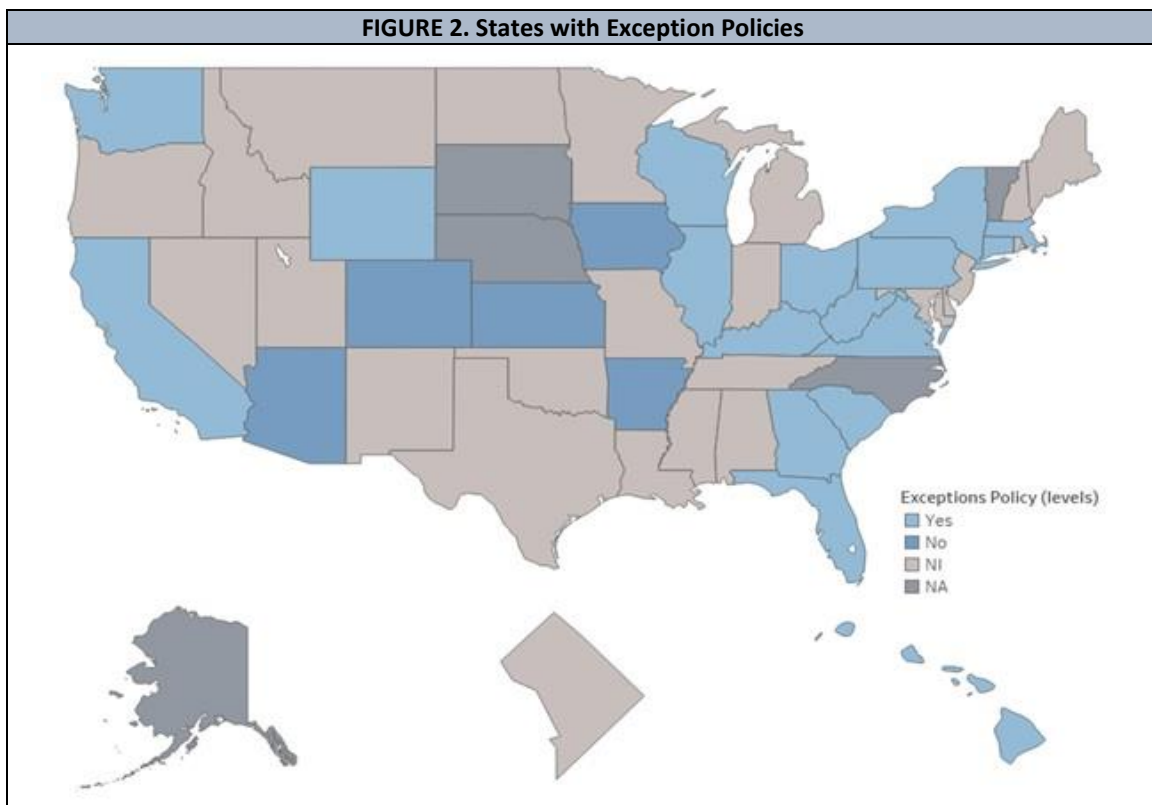 FIGURE 2. States with Exception Policies
Exceptions Policy (levels)
Yes
No
NI
NA